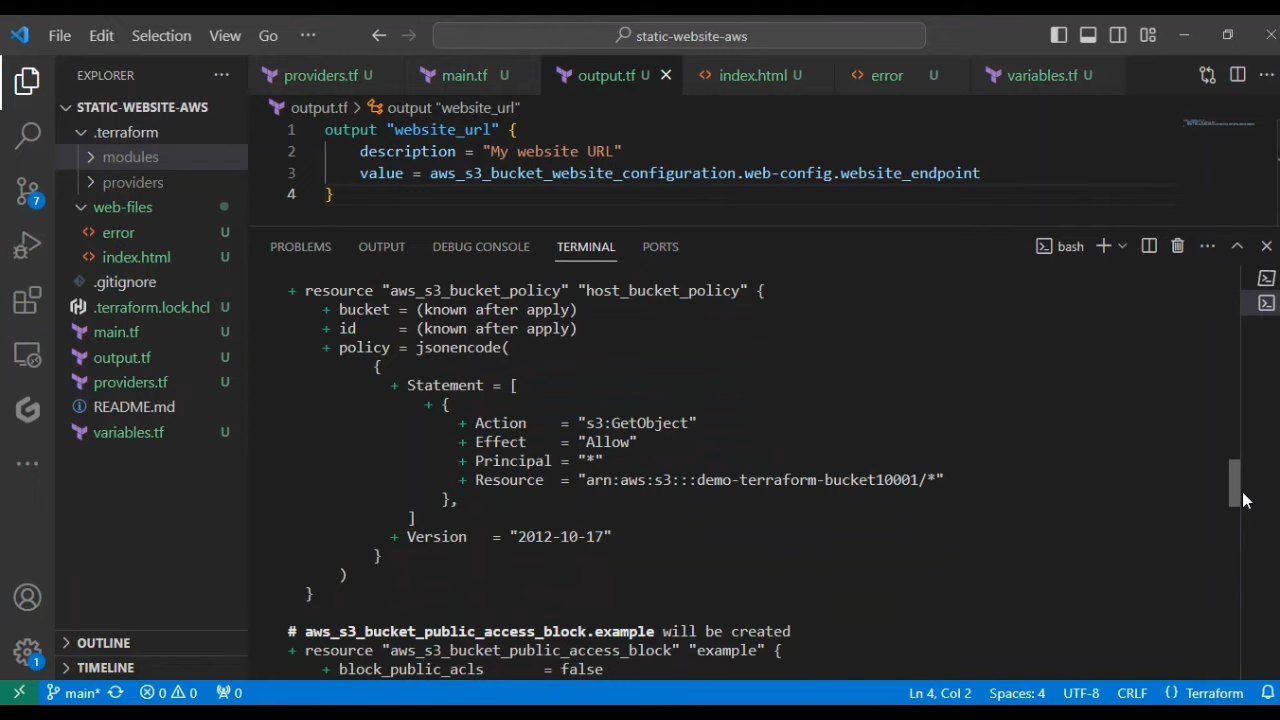 File Edit Selection View Go ··· static-website-aws
EXPLORER ···
STATIC-WEBSITE-AWS
.terraform
modules
providers
web-files
error U
index.html U
.gitignore
.terraform.lock.hcl U
main.tf U
output.tf U
providers.tf U
README.md
variables.tf U
OUTLINE
TIMELINE
7
1
providers.tf U main.tf U output.tf U index.html U error U variables.tf U
output.tf > output "website_url"
1 output "website_url" {
2 description = "My website URL"
3 value = aws_s3_bucket_website_configuration.web-config.website_endpoint
4 }
PROBLEMS OUTPUT DEBUG CONSOLE TERMINAL PORTS bash
+ resource "aws_s3_bucket_policy" "host_bucket_policy" {
+ bucket = (known after apply)
+ id = (known after apply)
+ policy = jsonencode(
{
+ Statement = [
+ {
+ Action = "s3:GetObject"
+ Effect = "Allow"
+ Principal = "*"
+ Resource = "arn:aws:s3:::demo-terraform-bucket10001/*"
},
]
+ Version = "2012-10-17"
}
)
}
# aws_s3_bucket_public_access_block.example will be created
+ resource "aws_s3_bucket_public_access_block" "example" {
+ block_public_acls = false
main* 0 0 0 Ln 4, Col 2 Spaces: 4 UTF-8 CRLF { } Terraform